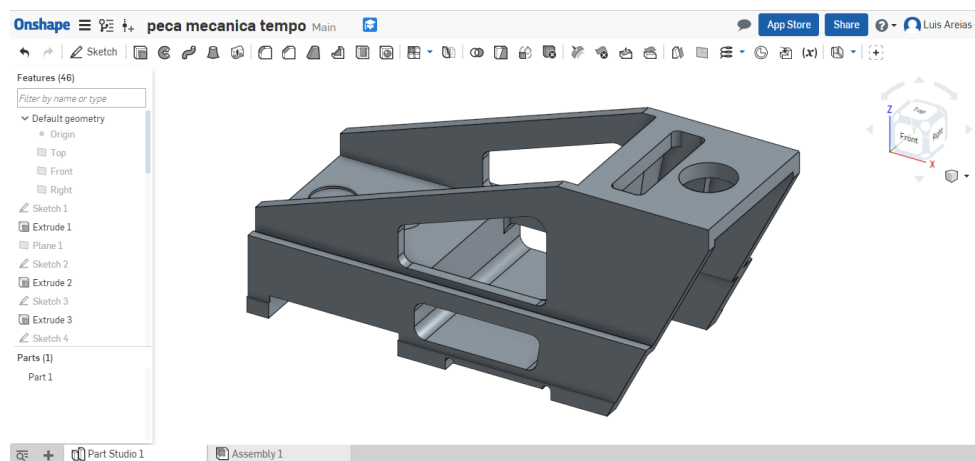 Onshape peca mecanica tempo Main App Store Share ? Luis Areias
Sketch (x)
Features (46)
Filter by name or type
Default geometry
Origin
Top
Front
Right
Sketch 1
Extrude 1
Plane 1
Sketch 2
Extrude 2
Sketch 3
Extrude 3
Sketch 4
Parts (1)
Part 1
Z
Top
Front Right
X
Part Studio 1 Assembly 1